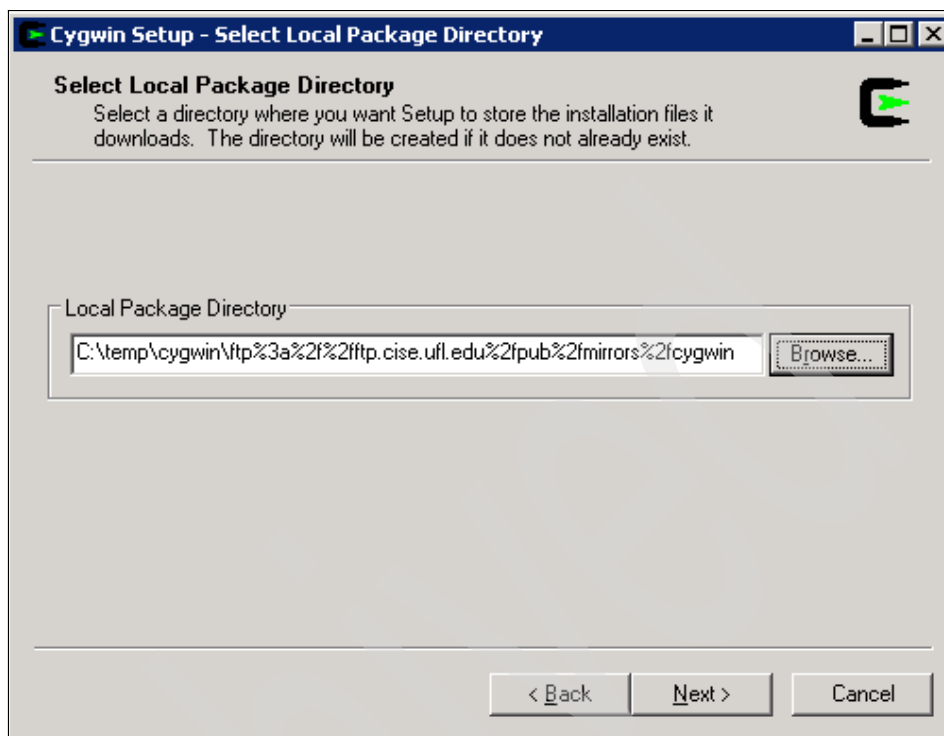 Cygwin Setup - Select Local Package Directory
Select Local Package Directory
Select a directory where you want Setup to store the installation files it
downloads.  The directory will be created if it does not already exist.
Local Package Directory
C:\temp\cygwin\ftp%3a%2f%2fftp.cise.ufl.edu%2fpub%2fmirrors%2fcygwin
Browse...
< Back
Next >
Cancel